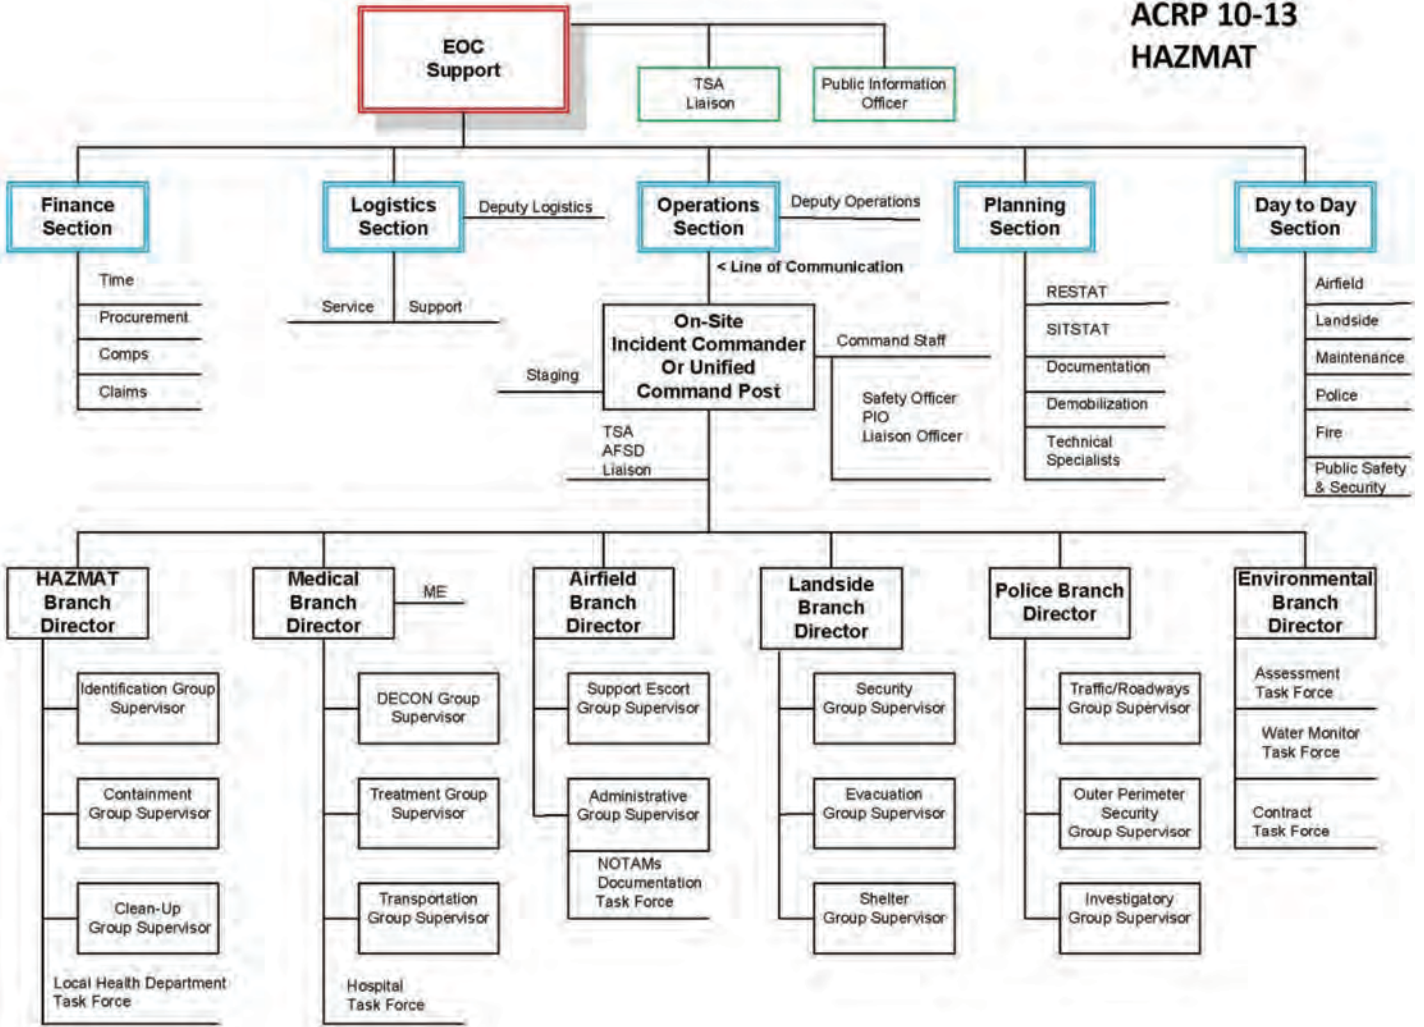 ACRP 10-13
HAZMAT
EOC
Support
TSA
Liaison
Public Information
Officer
Finance
Section
Time
Procurement
Comps
Claims
Logistics
Section
Deputy Logistics
Service
Support
Operations
Section
Deputy Operations
< Line of Communication
Planning
Section
RESTAT
SITSTAT
Documentation
Demobilization
Technical
Specialists
Day to Day
Section
Airfield
Landside
Maintenance
Police
Fire
Public Safety
& Security
On-Site
Incident Commander
Or Unified
Command Post
Staging
Command Staff
Safety Officer
PIO
Liaison Officer
TSA
AFSD
Liaison
HAZMAT
Branch
Director
Identification Group
Supervisor
Containment
Group Supervisor
Clean-Up
Group Supervisor
Local Health Department
Task Force
Medical
Branch
Director
ME
DECON Group
Supervisor
Treatment Group
Supervisor
Transportation
Group Supervisor
Hospital
Task Force
Airfield
Branch
Director
Support Escort
Group Supervisor
Administrative
Group Supervisor
NOTAMs
Documentation
Task Force
Landside
Branch
Director
Security
Group Supervisor
Evacuation
Group Supervisor
Shelter
Group Supervisor
Police Branch
Director
Traffic/Roadways
Group Supervisor
Outer Perimeter
Security
Group Supervisor
Investigatory
Group Supervisor
Environmental
Branch
Director
Assessment
Task Force
Water Monitor
Task Force
Contract
Task Force